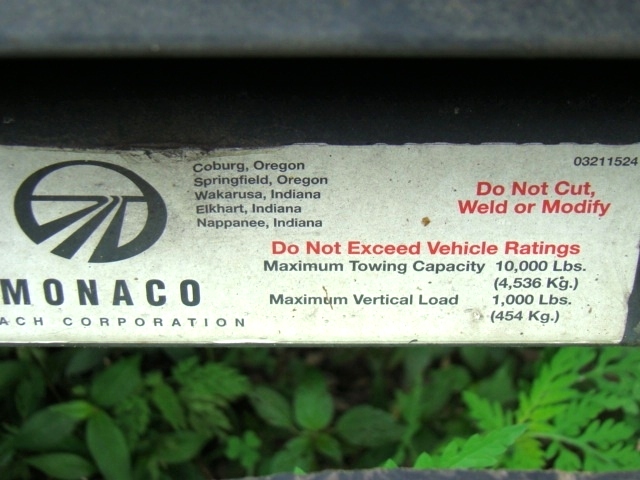 Coburg, Oregon
Springfield, Oregon
Wakarusa, Indiana
Elkhart, Indiana
Nappanee, Indiana
03211524
Do Not Cut,
Weld or Modify
Do Not Exceed Vehicle Ratings
Maximum Towing Capacity 10,000 Lbs.
(4,536 Kg.)
Maximum Vertical Load 1,000 Lbs.
(454 Kg.)
MONACO
ACH CORPORATION